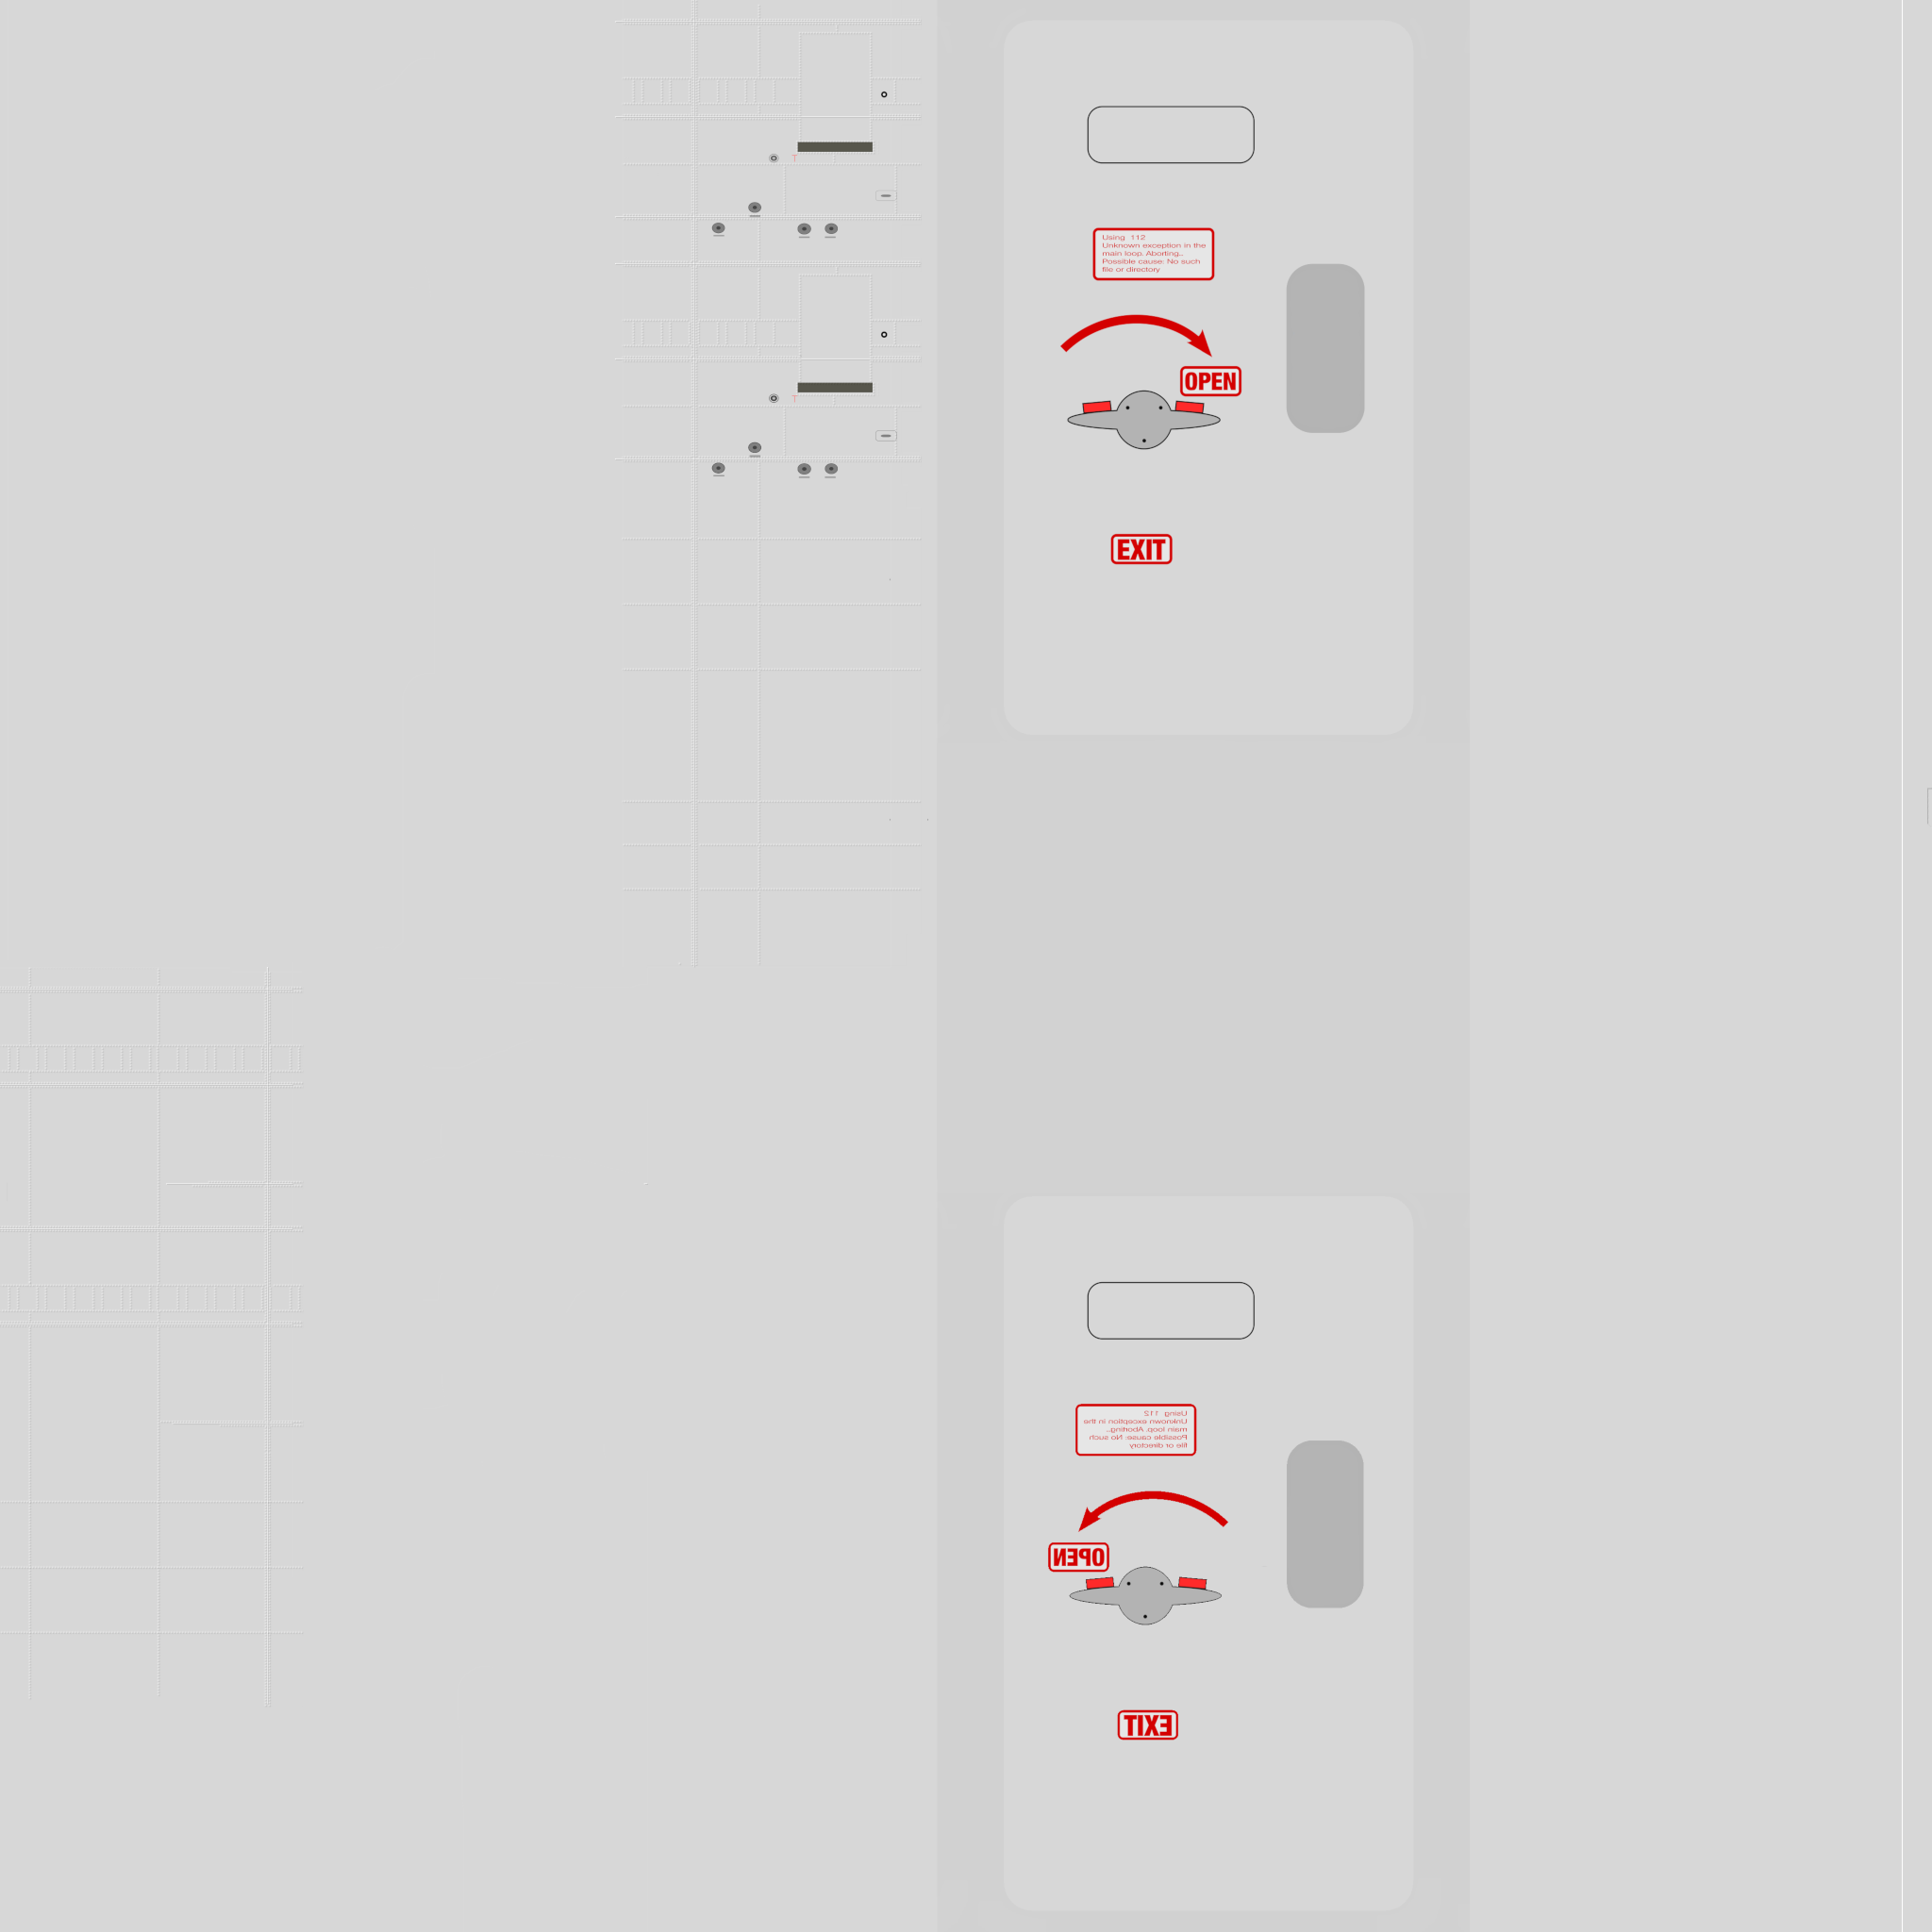 Using 112
Unknown exception in the
main loop. Aborting...
Possible cause: No such
file or directory
OPEN
EXIT
T
T
Using 112
Unknown exception in the
main loop. Aborting...
Possible cause: No such
file or directory
OPEN
EXIT